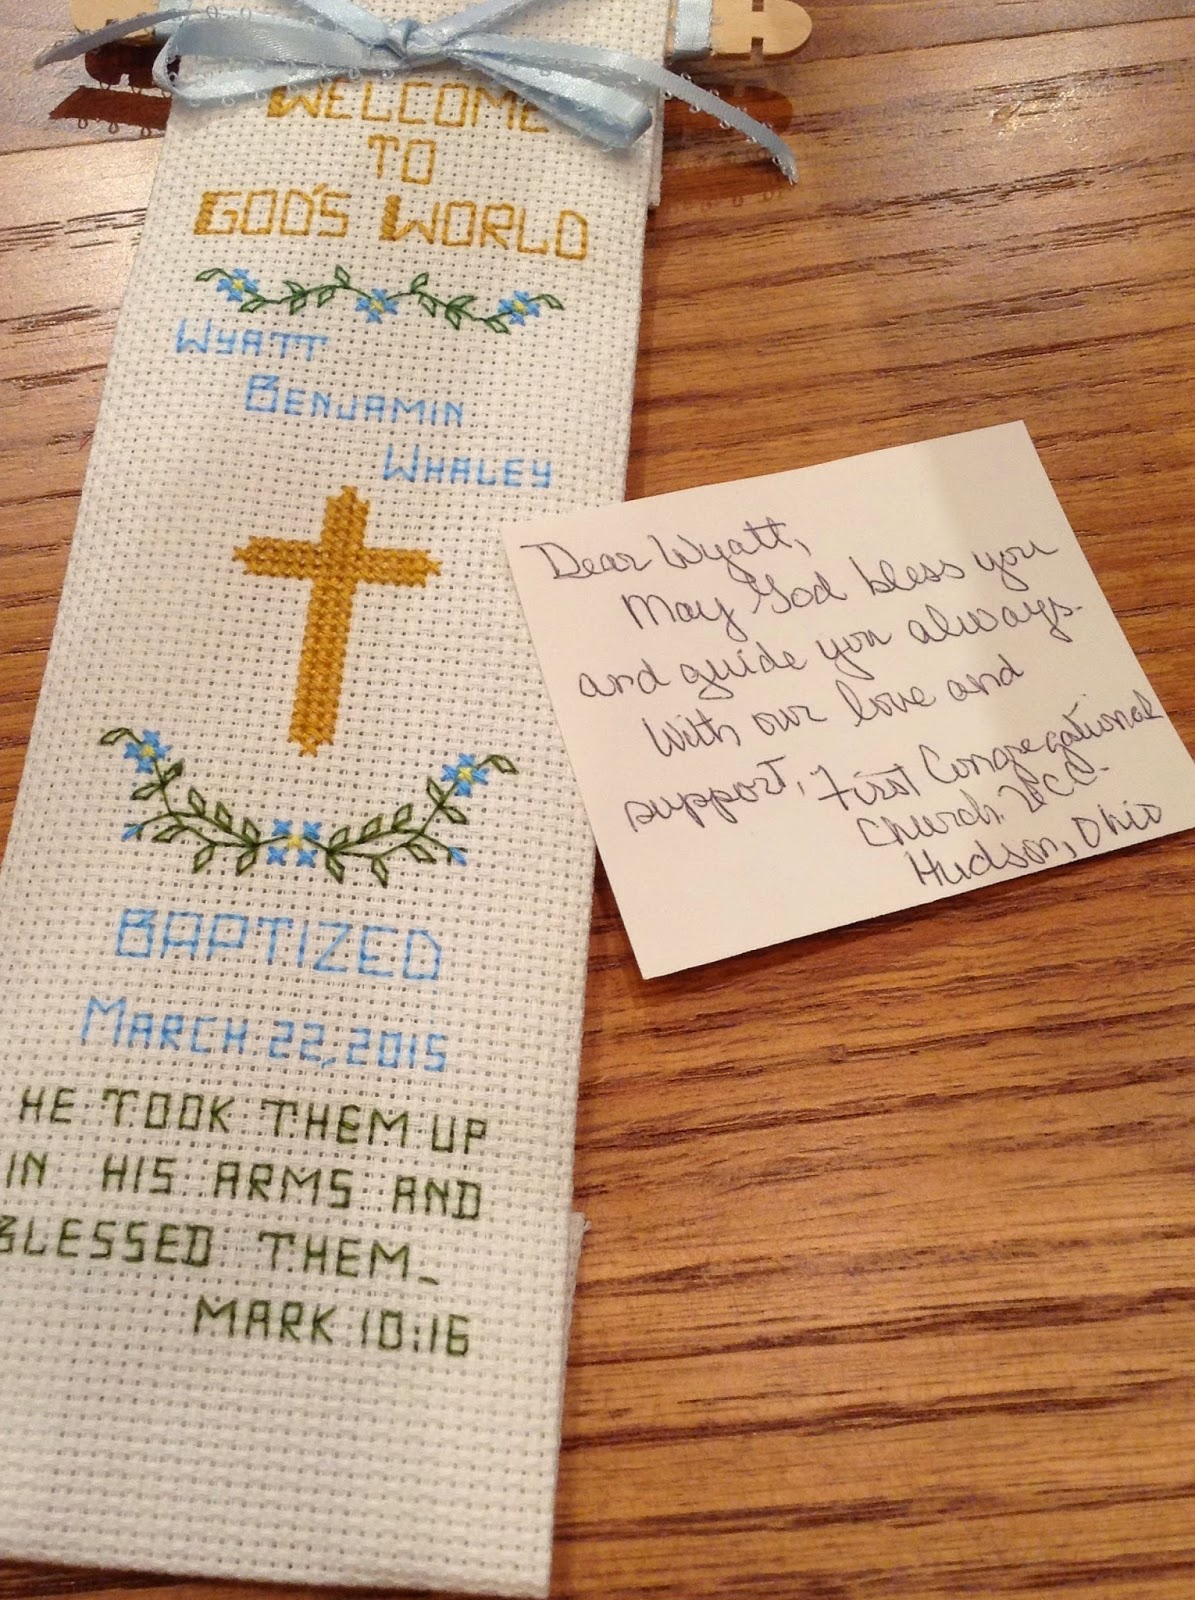 WELCOME
TO
GOD'S WORLD
WYATT
BENJAMIN
WHALEY
BAPTIZED
MARCH 22, 2015
HE TOOK THEM UP
IN HIS ARMS AND
BLESSED THEM_
MARK 10:16
Dear Wyatt,
May God bless you
and guide you always.
With our love and
support, First Congregational
Church UCC.
Hudson, Ohio